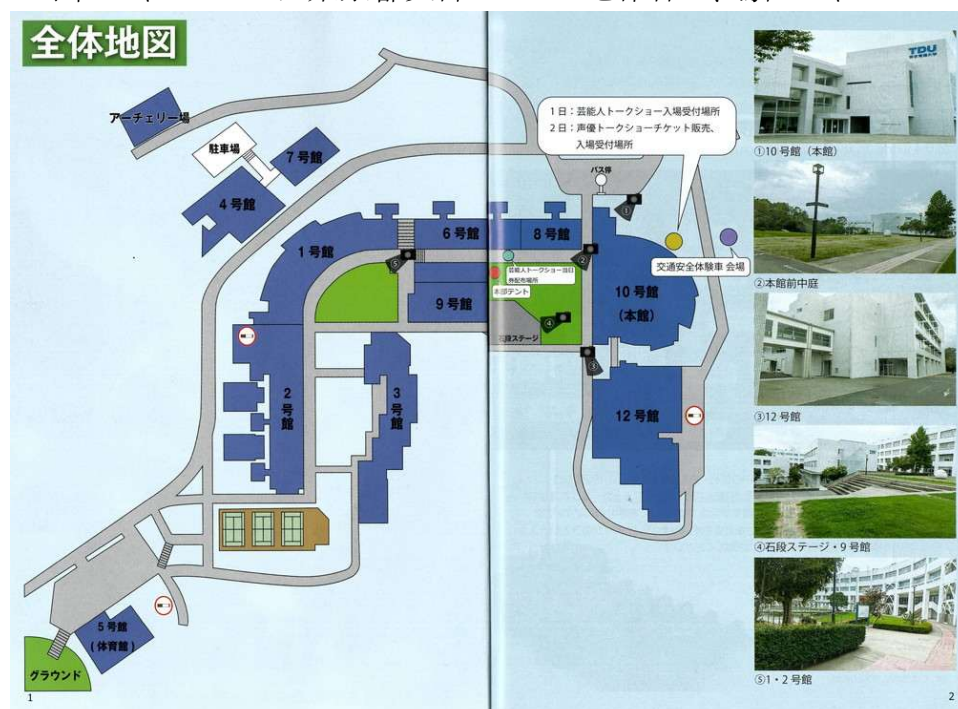 全体地図
アーチェリー場
駐車場
7号館
4号館
1号館
6号館
8号館
バス停
1日：芸能人トークショー入場受付場所
2日：声優トークショーチケット販売、
入場受付場所
①
②
③
④
⑤
芸能人トークショー当日
券配布場所
本部テント
9号館
石段ステージ
10号館
（本館）
交通安全体験車 会場
2号館
3号館
12号館
5号館
（体育館）
グラウンド
TDU
①10号館（本館）
②本館前中庭
③12号館
④石段ステージ・9号館
⑤1・2号館
1
2